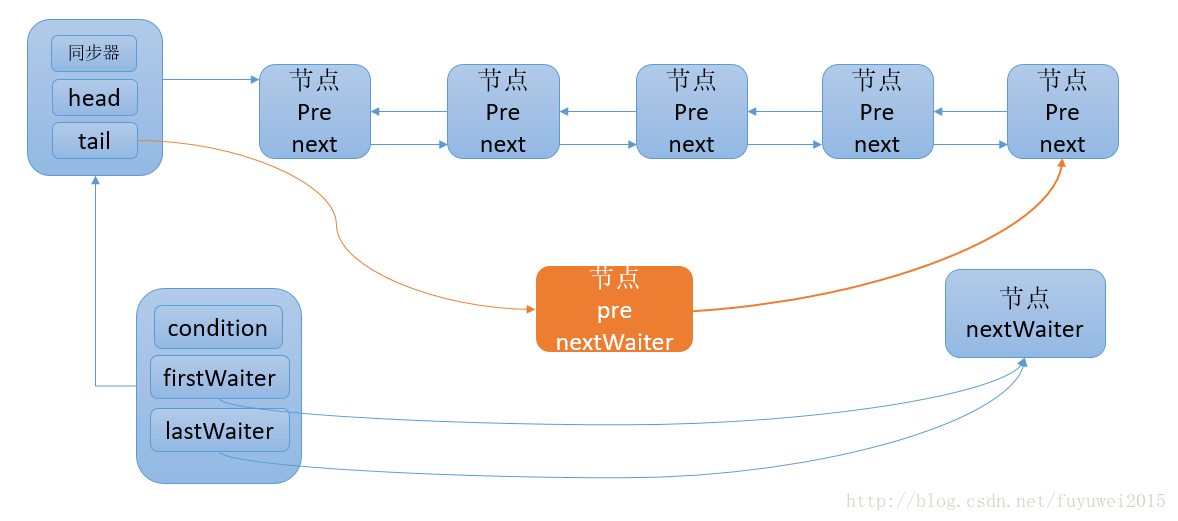 同步器
head
tail
节点
Pre
next
节点
Pre
next
节点
Pre
next
节点
Pre
next
节点
Pre
next
节点
pre
nextWaiter
节点
nextWaiter
condition
firstWaiter
lastWaiter
http://blog.csdn.net/fuyuwei2015